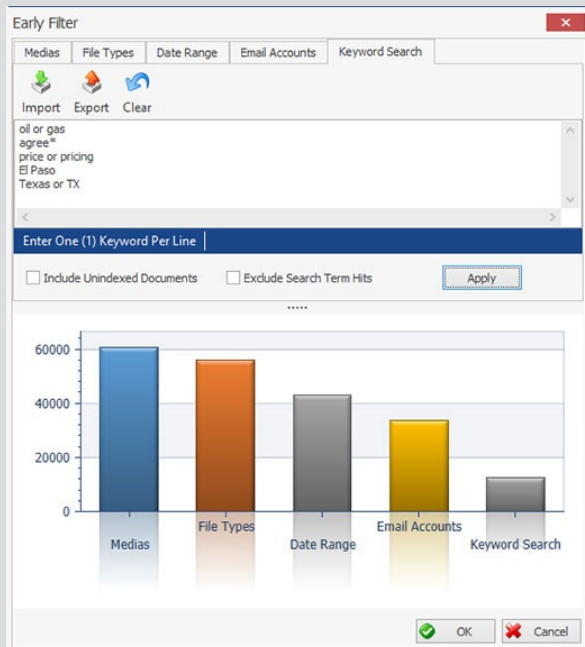 Early Filter
Medias File Types Date Range Email Accounts Keyword Search
Import Export Clear
oil or gas
agree*
price or pricing
El Paso
Texas or TX
Enter One (1) Keyword Per Line
Include Unindexed Documents Exclude Search Term Hits Apply
60000
40000
20000
0
File Types Email Accounts
Medias Date Range Keyword Search
OK Cancel